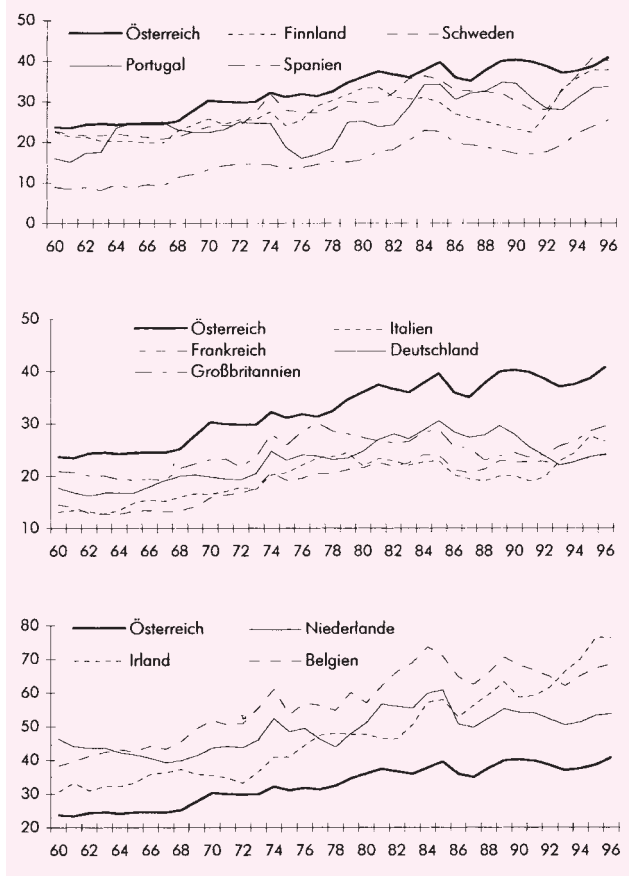 50
Österreich Finnland Schweden
40
Portugal Spanien
30
20
10
0
60 62 64 66 68 70 72 74 76 78 80 82 84 86 88 90 92 94 96
50
Österreich Italien
Frankreich Deutschland
40
Großbritannien
30
20
10
60 62 64 66 68 70 72 74 76 78 80 82 84 86 88 90 92 94 96
80
Österreich Niederlande
70
Irland Belgien
60
50
40
30
20
60 62 64 66 68 70 72 74 76 78 80 82 84 86 88 90 92 94 96